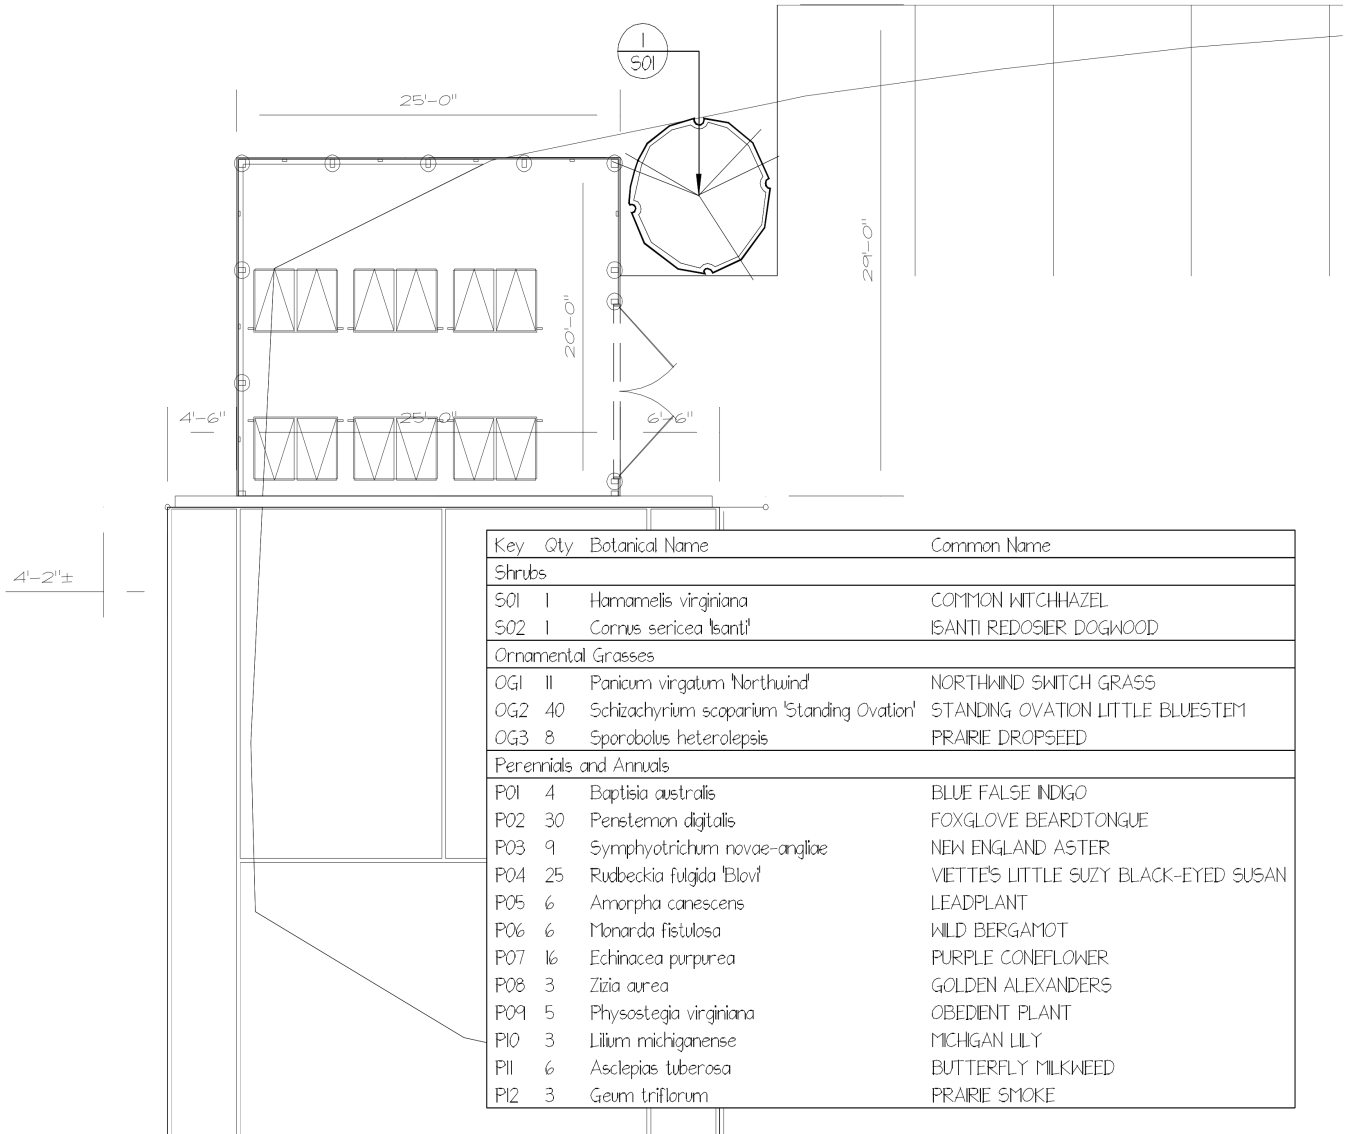 1
S01
25'-0"
29'-0"
20'-0"
4'-6"
25'-0"
6'-6"
4'-2"±
Key Qty Botanical Name Common Name
Shrubs
S01 1 Hamamelis virginiana COMMON WITCHHAZEL
S02 1 Cornus sericea 'Isanti' ISANTI REDOSIER DOGWOOD
Ornamental Grasses
OG1 11 Panicum virgatum 'Northwind' NORTHWIND SWITCH GRASS
OG2 40 Schizachyrium scoparium 'Standing Ovation' STANDING OVATION LITTLE BLUESTEM
OG3 8 Sporobolus heterolepsis PRAIRIE DROPSEED
Perennials and Annuals
P01 4 Baptisia australis BLUE FALSE INDIGO
P02 30 Penstemon digitalis FOXGLOVE BEARDTONGUE
P03 9 Symphyotrichum novae-angliae NEW ENGLAND ASTER
P04 25 Rudbeckia fulgida 'Blovi' VIETTE'S LITTLE SUZY BLACK-EYED SUSAN
P05 6 Amorpha canescens LEADPLANT
P06 6 Monarda fistulosa WILD BERGAMOT
P07 16 Echinacea purpurea PURPLE CONEFLOWER
P08 3 Zizia aurea GOLDEN ALEXANDERS
P09 5 Physostegia virginiana OBEDIENT PLANT
P10 3 Lilium michiganense MICHIGAN LILY
P11 6 Asclepias tuberosa BUTTERFLY MILKWEED
P12 3 Geum triflorum PRAIRIE SMOKE